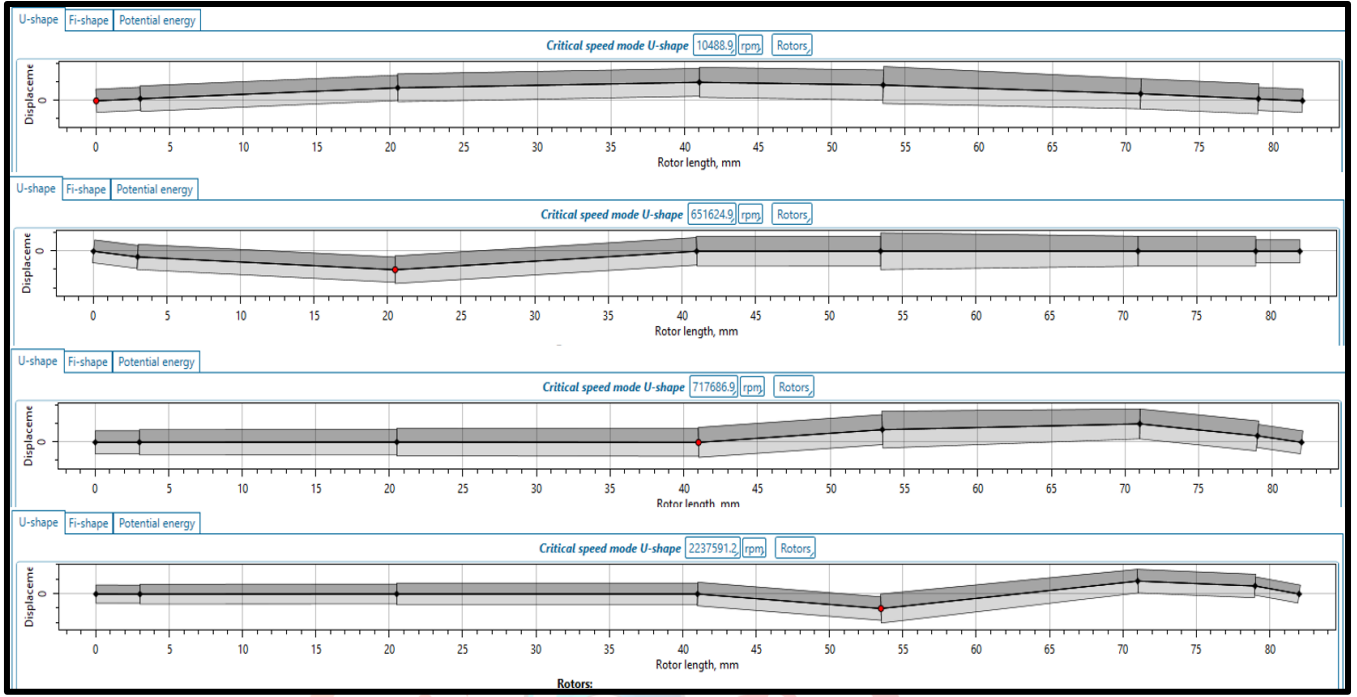 U-shape Fi-shape Potential energy
Critical speed mode U-shape 10488.9 rpm Rotors
Displaceme
0
0 5 10 15 20 25 30 35 40 45 50 55 60 65 70 75 80
Rotor length, mm
U-shape Fi-shape Potential energy
Critical speed mode U-shape 651624.9 rpm Rotors
Displaceme
0
0 5 10 15 20 25 30 35 40 45 50 55 60 65 70 75 80
Rotor length, mm
U-shape Fi-shape Potential energy
Critical speed mode U-shape 717686.9 rpm Rotors
Displaceme
0
0 5 10 15 20 25 30 35 40 45 50 55 60 65 70 75 80
Rotor length, mm
U-shape Fi-shape Potential energy
Critical speed mode U-shape 2237591.2 rpm Rotors
Displaceme
0
0 5 10 15 20 25 30 35 40 45 50 55 60 65 70 75 80
Rotor length, mm
Rotors: